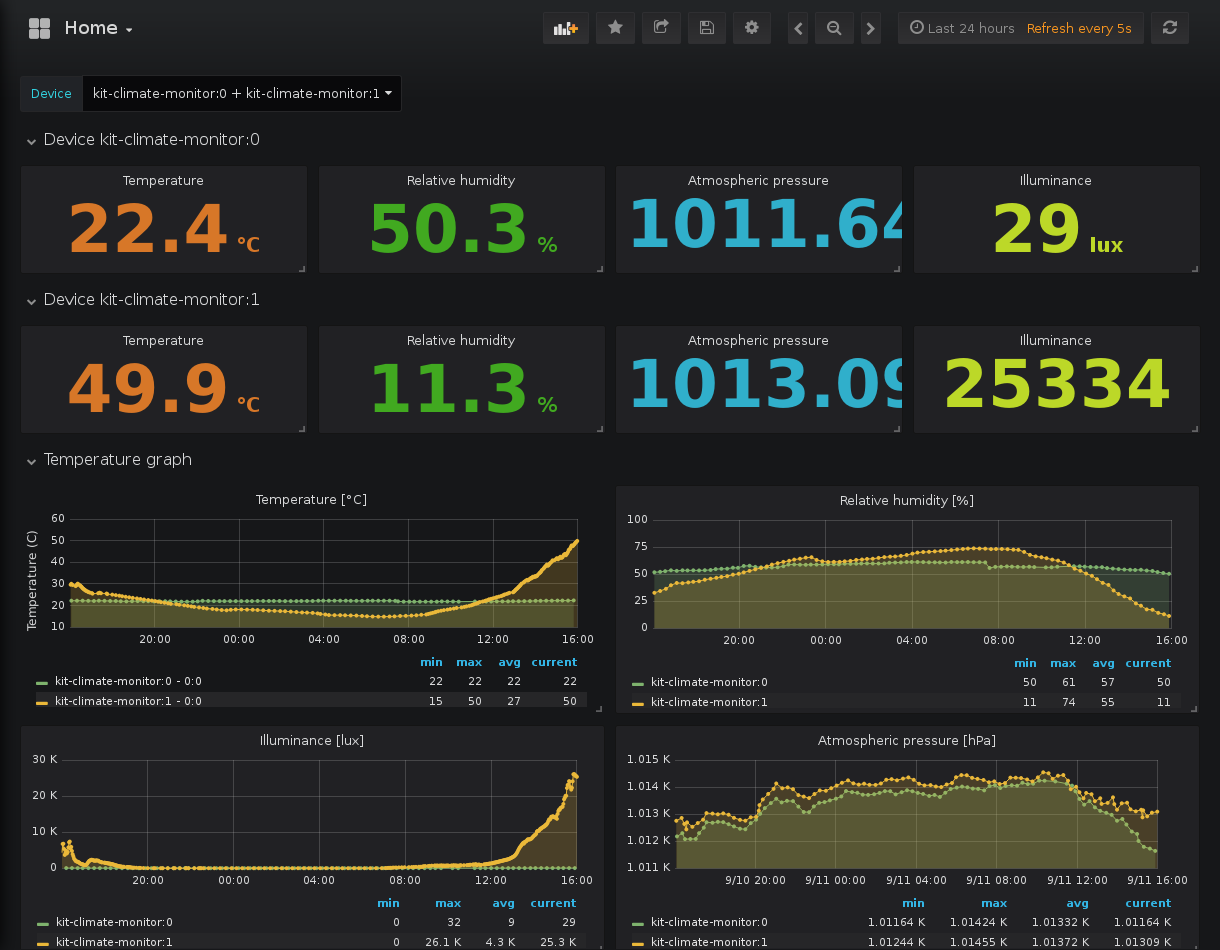 Home
Last 24 hours Refresh every 5s
Device kit-climate-monitor:0 + kit-climate-monitor:1
Device kit-climate-monitor:0
Temperature
22.4 °C
Relative humidity
50.3 %
Atmospheric pressure
1011.64
Illuminance
29 lux
Device kit-climate-monitor:1
Temperature
49.9 °C
Relative humidity
11.3 %
Atmospheric pressure
1013.09
Illuminance
25334
Temperature graph
Temperature [°C]
Temperature (C)
60
50
40
30
20
10
20:00 00:00 04:00 08:00 12:00 16:00
min max avg current
kit-climate-monitor:0 - 0:0 22 22 22 22
kit-climate-monitor:1 - 0:0 15 50 27 50
Relative humidity [%]
100
75
50
25
0
20:00 00:00 04:00 08:00 12:00 16:00
min max avg current
kit-climate-monitor:0 50 61 57 50
kit-climate-monitor:1 11 74 55 11
Illuminance [lux]
30 K
20 K
10 K
0
20:00 00:00 04:00 08:00 12:00 16:00
min max avg current
kit-climate-monitor:0 0 32 9 29
kit-climate-monitor:1 0 26.1 K 4.3 K 25.3 K
Atmospheric pressure [hPa]
1.015 K
1.014 K
1.013 K
1.012 K
1.011 K
9/10 20:00 9/11 00:00 9/11 04:00 9/11 08:00 9/11 12:00 9/11 16:00
min max avg current
kit-climate-monitor:0 1.01164 K 1.01424 K 1.01332 K 1.01164 K
kit-climate-monitor:1 1.01244 K 1.01455 K 1.01372 K 1.01309 K